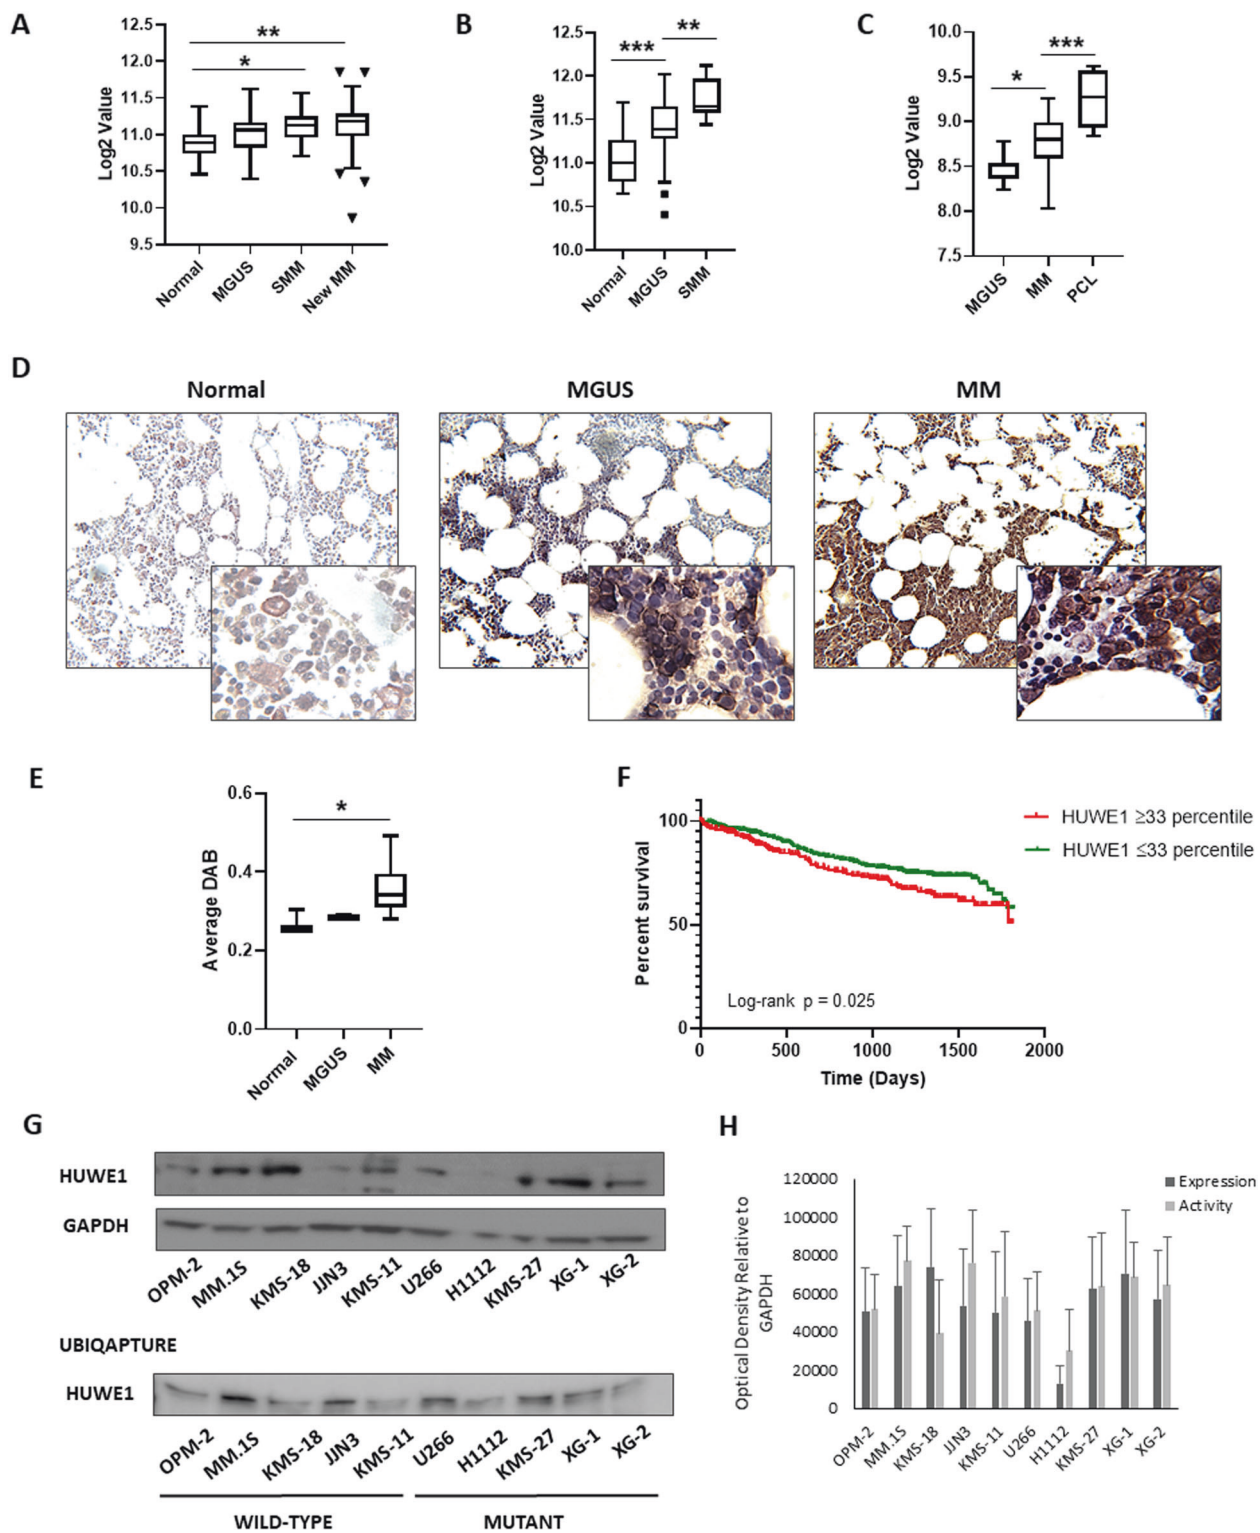 A
12.5
12.0
11.5
11.0
10.5
10.0
9.5
Log2 Value
**
*
Normal
MGUS
SMM
New MM
B
12.5
12.0
11.5
11.0
10.5
10.0
Log2 Value
***
**
Normal
MGUS
SMM
C
10.0
9.5
9.0
8.5
8.0
7.5
Log2 Value
*
***
MGUS
MM
PCL
D
Normal
MGUS
MM
E
0.6
0.4
0.2
0.0
Average DAB
*
Normal
MGUS
MM
F
100
50
0
Percent survival
HUWE1 ≥33 percentile
HUWE1 ≤33 percentile
Log-rank p = 0.025
0
500
1000
1500
2000
Time (Days)
G
HUWE1
GAPDH
OPM-2
MM.1S
KMS-18
JJN3
KMS-11
U266
H1112
KMS-27
XG-1
XG-2
UBIQAPTURE
HUWE1
OPM-2
MM.1S
KMS-18
JJN3
KMS-11
U266
H1112
KMS-27
XG-1
XG-2
WILD-TYPE
MUTANT
H
120000
100000
80000
60000
40000
20000
0
Optical Density Relative to
GAPDH
Expression
Activity
OPM-2
MM.1S
KMS-18
JJN3
KMS-11
U266
H1112
KMS-27
XG-1
XG-2